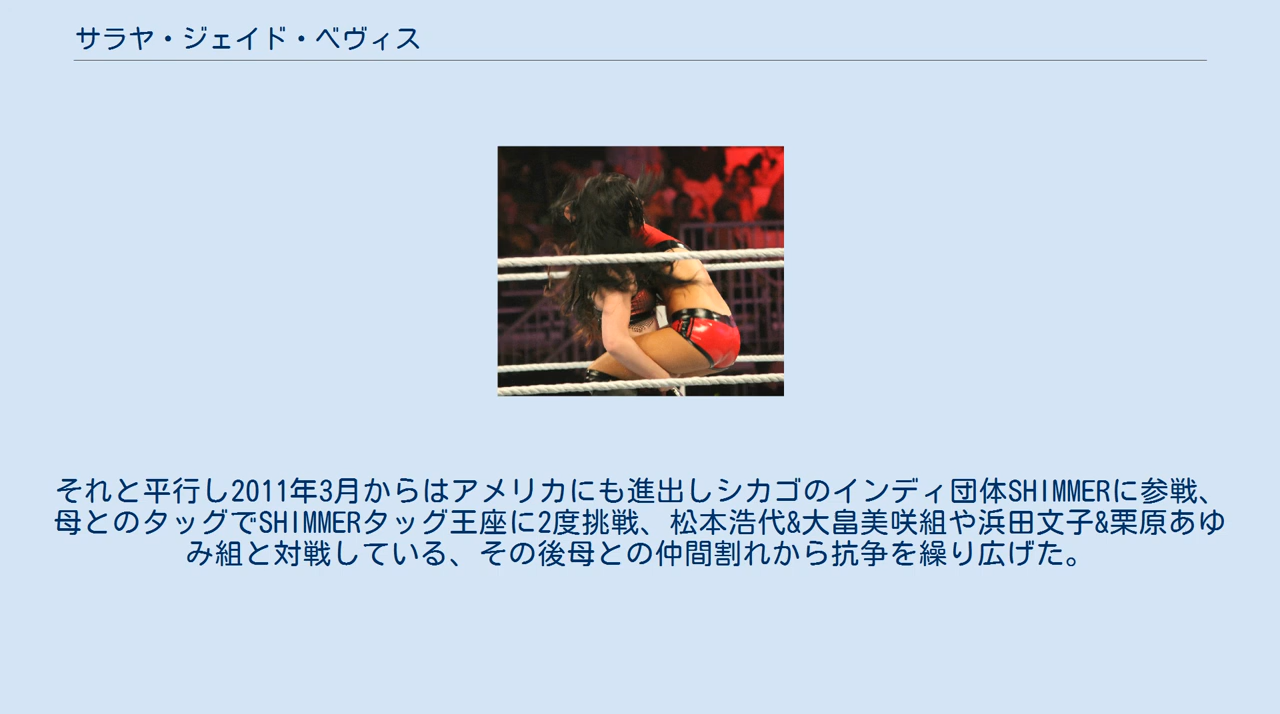 サラヤ・ジェイド・べヴィス
それと平行し2011年3月からはアメリカにも進出しシカゴのインディ団体SHIMMERに参戦、
母とのタッグでSHIMMERタッグ王座に2度挑戦、松本浩代&大畠美咲組や浜田文子&栗原あゆ
み組と対戦している、その後母との仲間割れから抗争を繰り広げた。